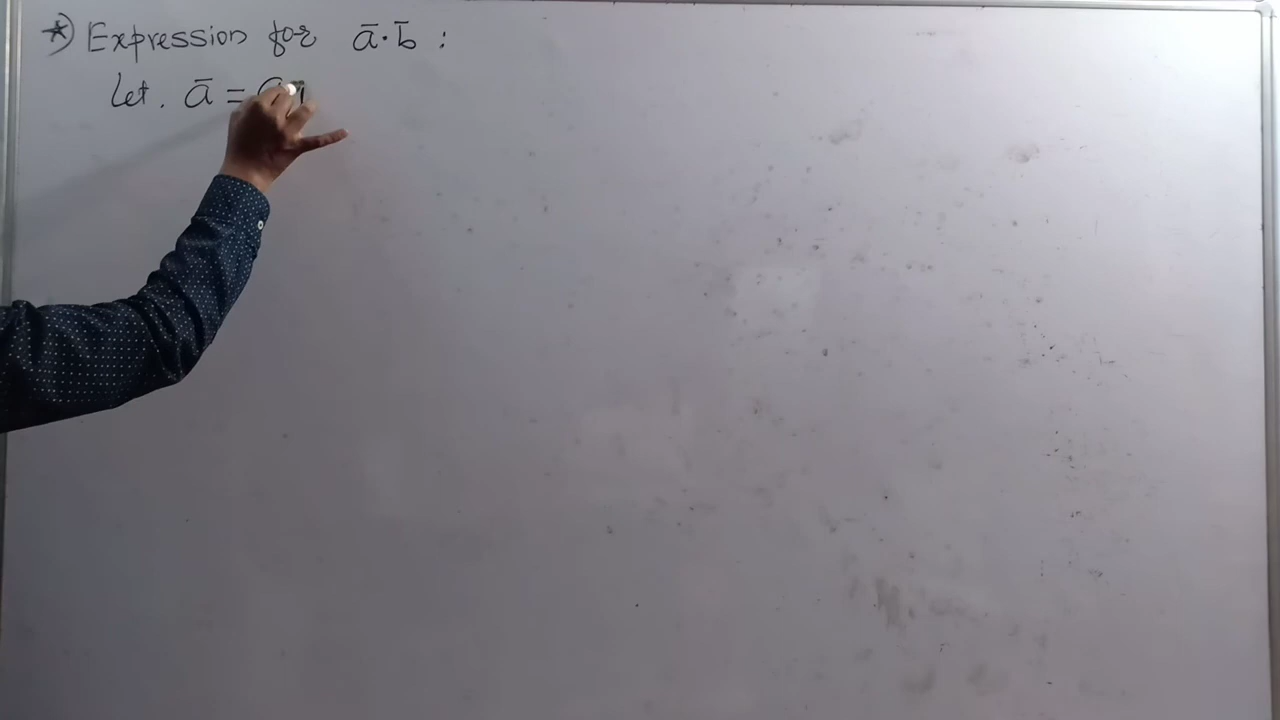 *) Expression for a̅·b̅ :
Let. a̅ =